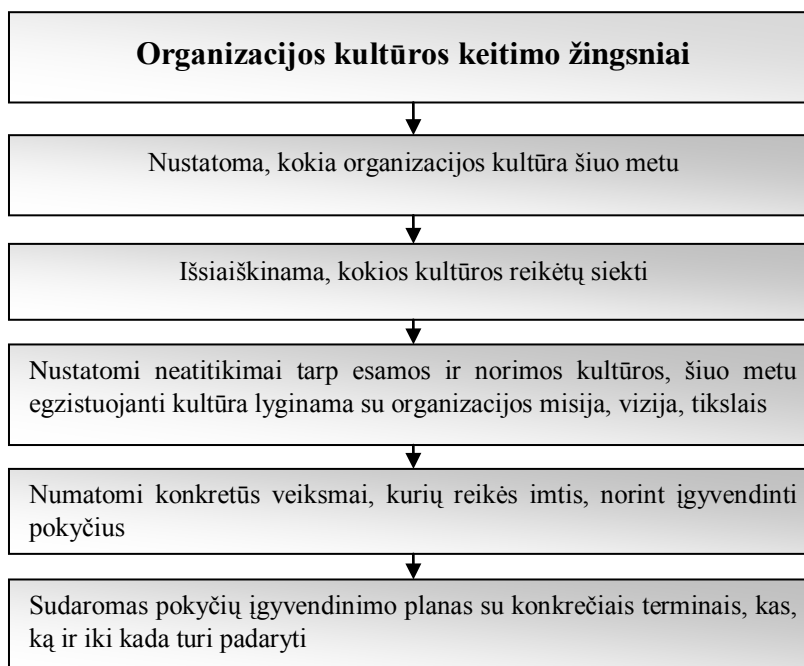 Organizacijos kultūros keitimo žingsniai
Nustatoma, kokia organizacijos kultūra šiuo metu
Išsiaiškinama, kokios kultūros reikėtų siekti
Nustatomi neatitikimai tarp esamos ir norimos kultūros, šiuo metu
egzistuojanti kultūra lyginama su organizacijos misija, vizija, tikslais
Numatomi konkretūs veiksmai, kurių reikės imtis, norint įgyvendinti
pokyčius
Sudaromas pokyčių įgyvendinimo planas su konkrečiais terminais, kas,
ką ir iki kada turi padaryti